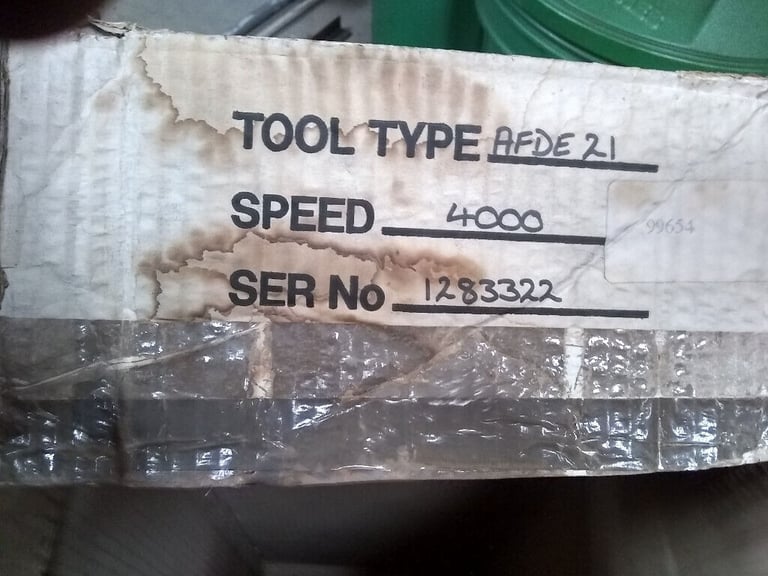 TOOL TYPE AFDE 21
SPEED 4000
99654
SER No 1283322